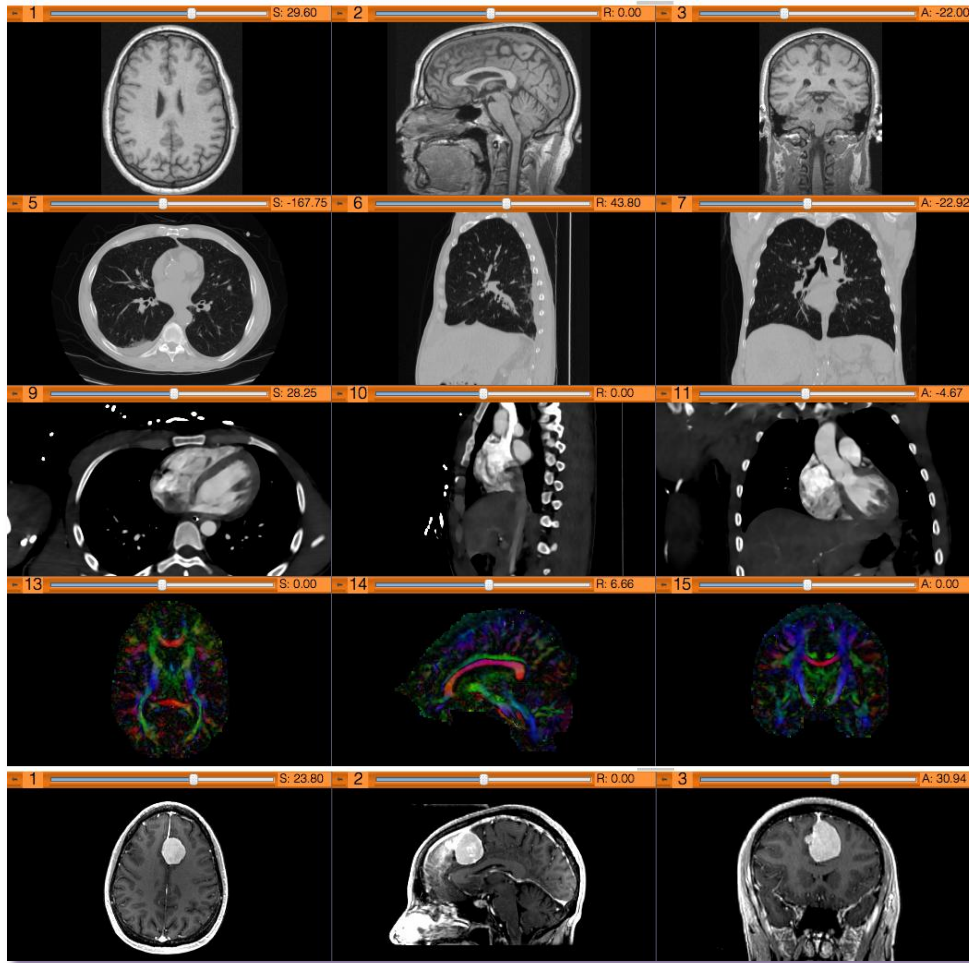 1 S: 29.60 2 R: 0.00 3 A: -22.00
5 S: -167.75 6 R: 43.80 7 A: -22.92
9 S: 28.25 10 R: 0.00 11 A: -4.67
13 S: 0.00 14 R: 6.66 15 A: 0.00
1 S: 23.80 2 R: 0.00 3 A: 30.94